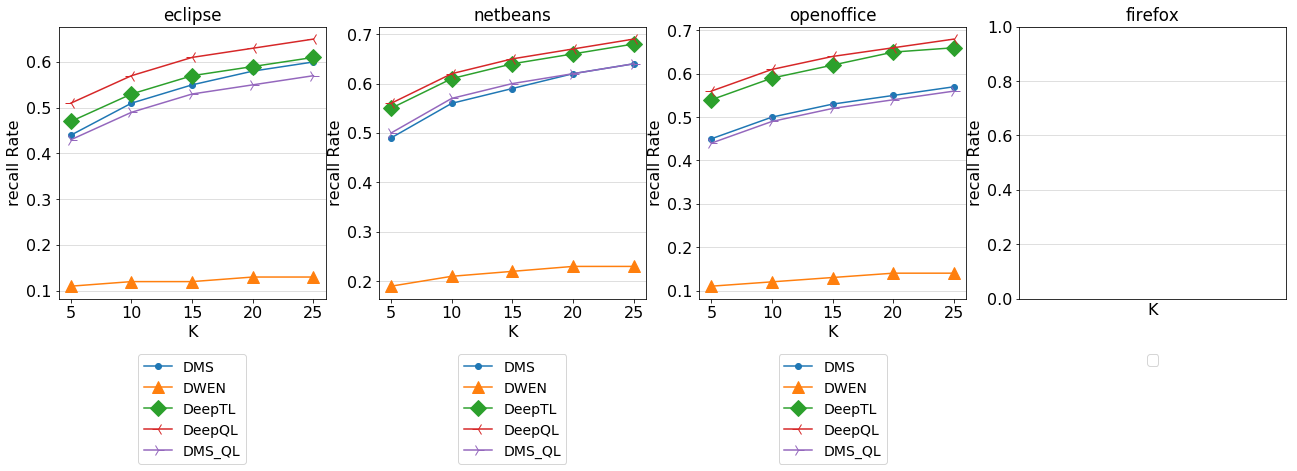 eclipse
recall Rate
0.6
0.5
0.4
0.3
0.2
0.1
5 10 15 20 25
K
DMS
DWEN
DeepTL
DeepQL
DMS_QL
netbeans
recall Rate
0.7
0.6
0.5
0.4
0.3
0.2
5 10 15 20 25
K
DMS
DWEN
DeepTL
DeepQL
DMS_QL
openoffice
recall Rate
0.7
0.6
0.5
0.4
0.3
0.2
0.1
5 10 15 20 25
K
DMS
DWEN
DeepTL
DeepQL
DMS_QL
firefox
recall Rate
1.0
0.8
0.6
0.4
0.2
0.0
K